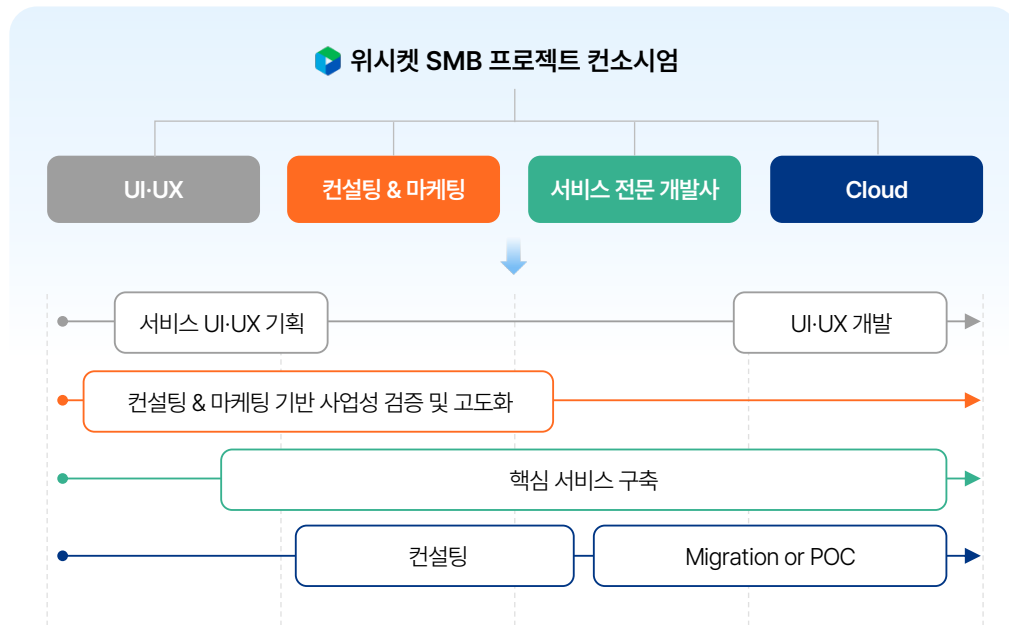 위시켓 SMB 프로젝트 컨소시엄
UI·UX
컨설팅 & 마케팅
서비스 전문 개발사
Cloud
서비스 UI·UX 기획
UI·UX 개발
컨설팅 & 마케팅 기반 사업성 검증 및 고도화
핵심 서비스 구축
컨설팅
Migration or POC